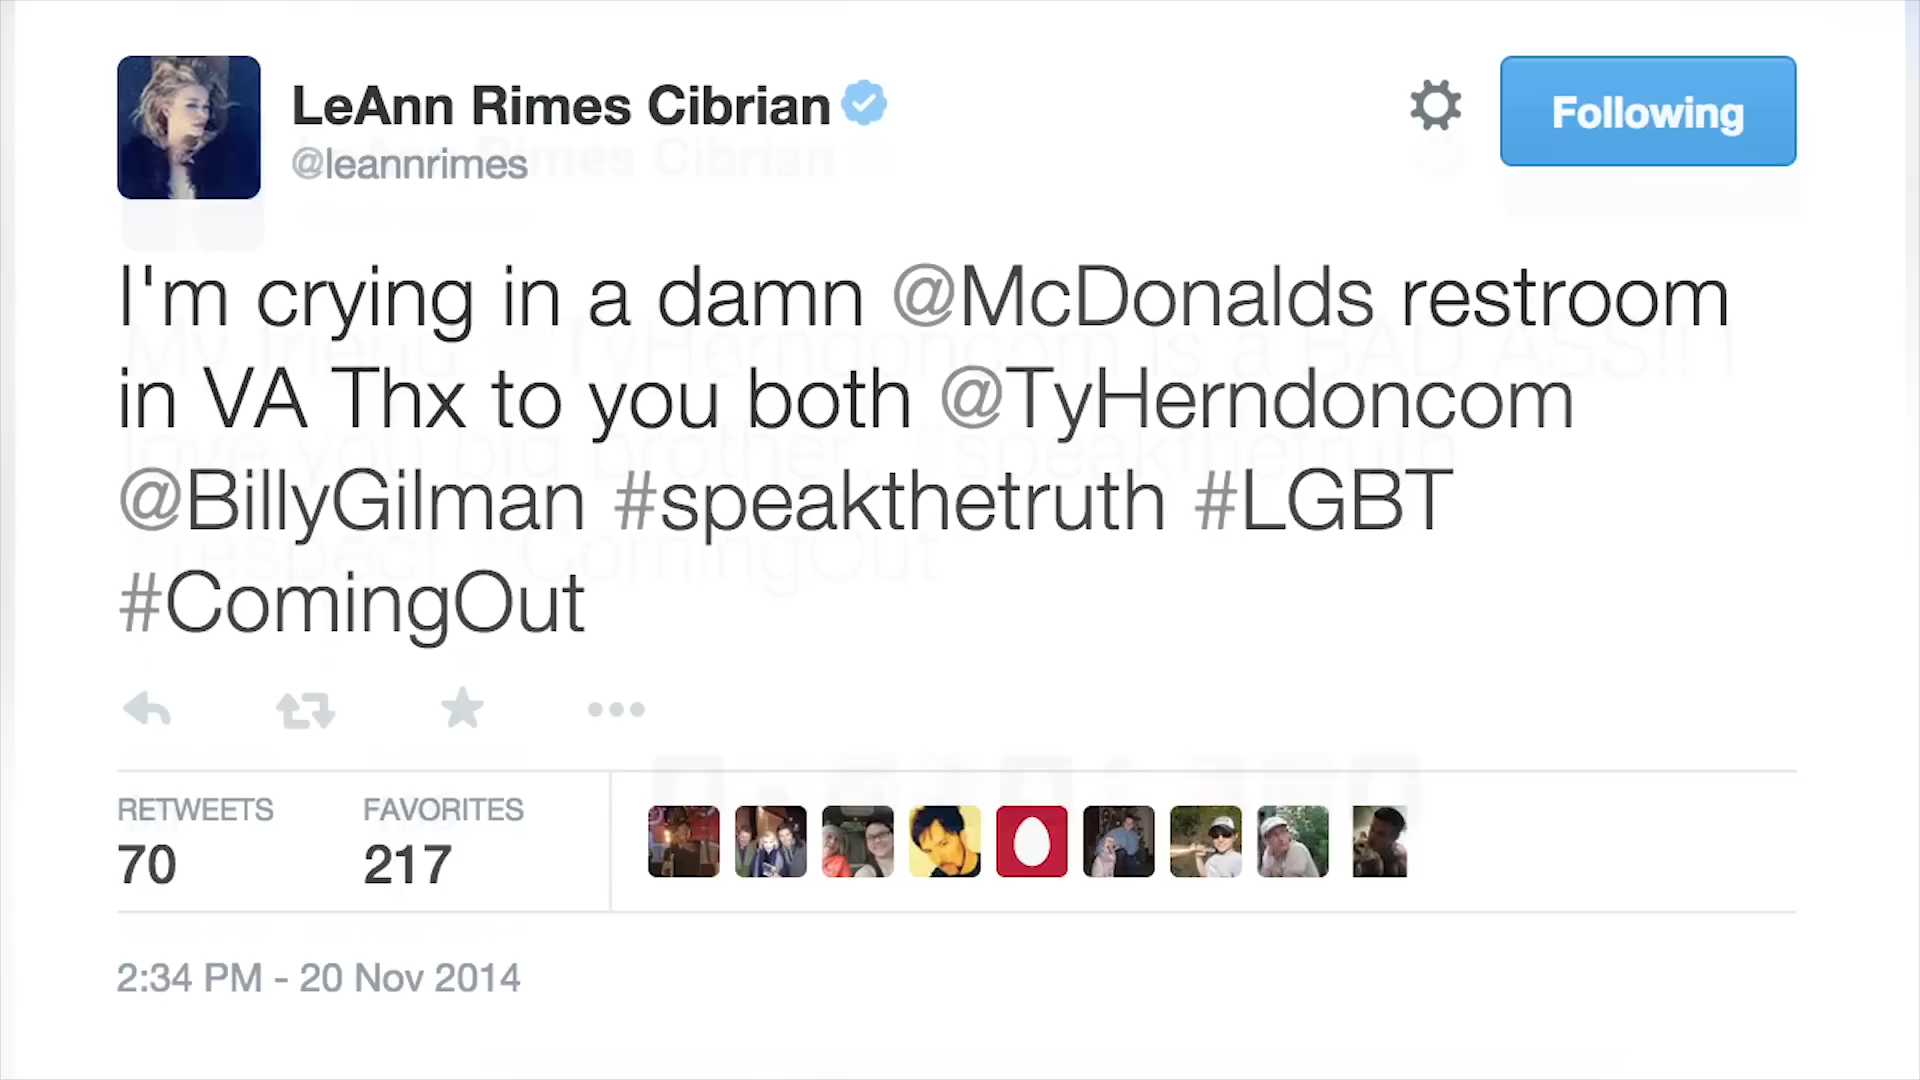 LeAnn Rimes Cibrian
@leannrimes
Following
I'm crying in a damn @McDonalds restroom
in VA Thx to you both @TyHerndoncom
@BillyGilman #speakthetruth #LGBT
#ComingOut
RETWEETS FAVORITES
70 217
2:34 PM - 20 Nov 2014